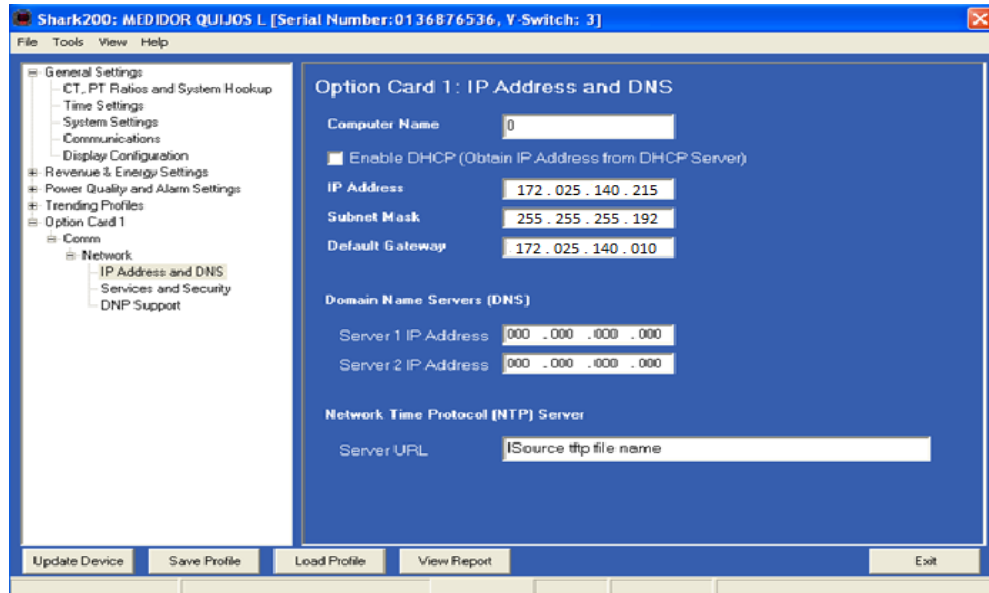 Shark200: MEDIDOR QUIJOS L [Serial Number:0136876536, V-Switch: 3]
File Tools View Help
General Settings
CT, PT Ratios and System Hookup
Time Settings
System Settings
Communications
Display Configuration
Revenue & Energy Settings
Power Quality and Alarm Settings
Trending Profiles
Option Card 1
Comm
Network
IP Address and DNS
Services and Security
DNP Support
Option Card 1: IP Address and DNS
Computer Name 0
Enable DHCP (Obtain IP Address from DHCP Server)
IP Address 172 . 025 . 140 . 215
Subnet Mask 255 . 255 . 255 . 192
Default Gateway 172 . 025 . 140 . 010
Domain Name Servers (DNS)
Server 1 IP Address 000 . 000 . 000 . 000
Server 2 IP Address 000 . 000 . 000 . 000
Network Time Protocol (NTP) Server
Server URL ISource tftp file name
Update Device Save Profile Load Profile View Report Exit